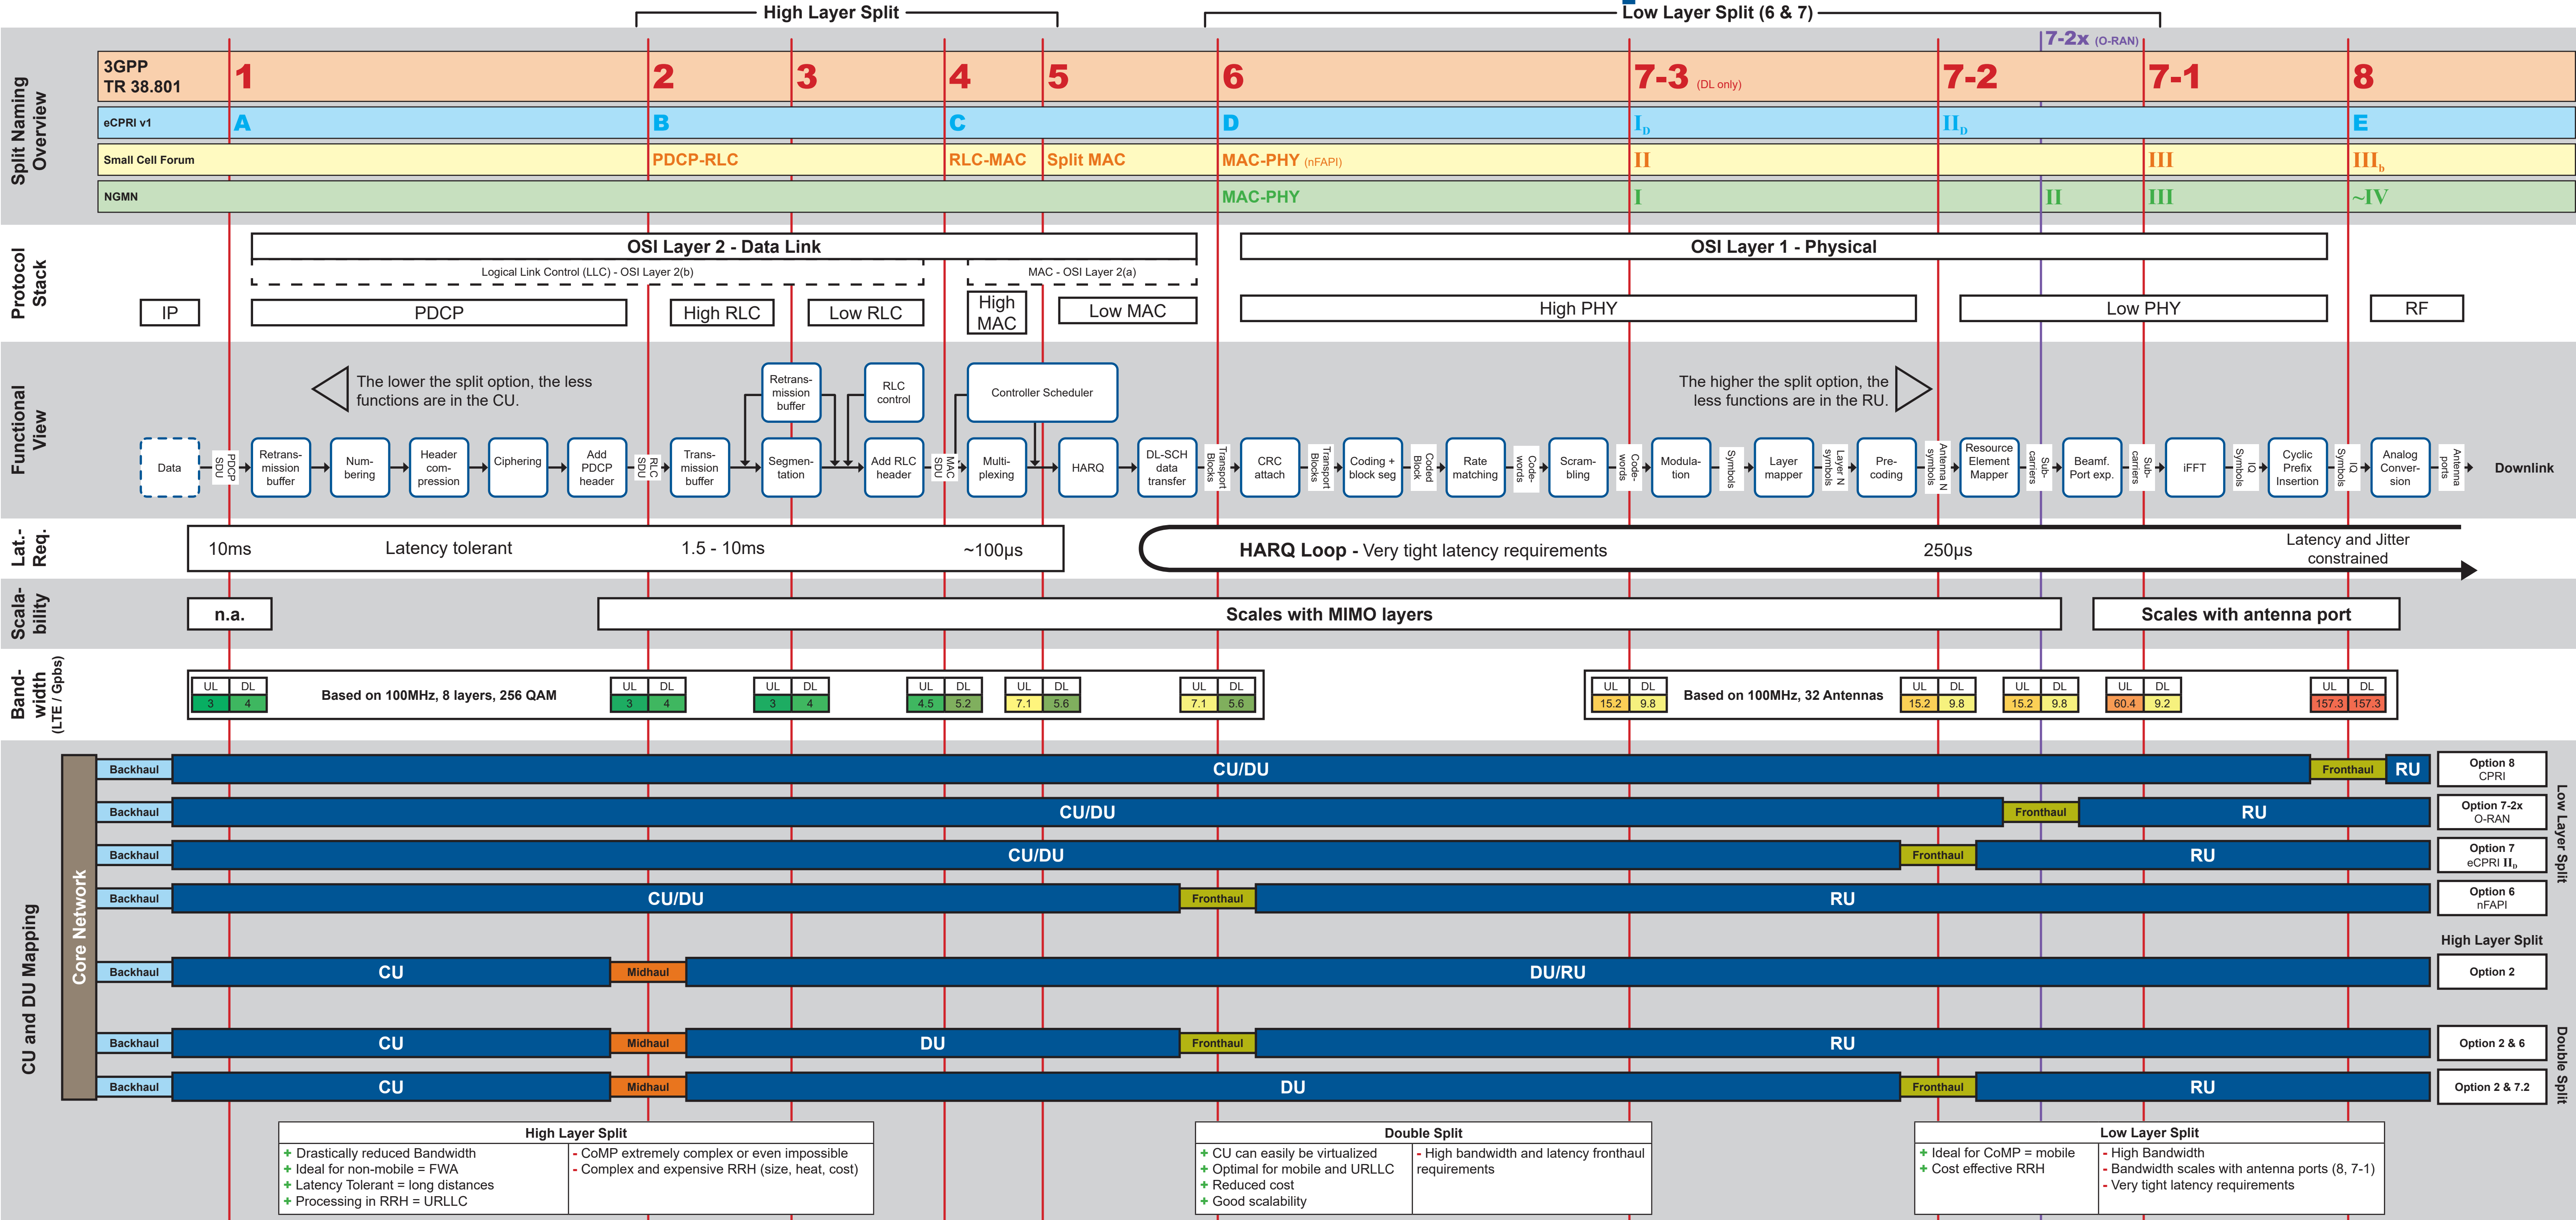 High Layer Split
Low Layer Split (6 & 7)
Split Naming
Overview
7-2x (O-RAN)
3GPP
TR 38.801
1
2
3
4
5
6
7-3 (DL only)
7-2
7-1
8
eCPRI v1
A
B
C
D
I D
II D
E
Small Cell Forum
PDCP-RLC
RLC-MAC
Split MAC
MAC-PHY (nFAPI)
II
III
III b
NGMN
MAC-PHY
I
II
III
~IV
Protocol
Stack
OSI Layer 2 - Data Link
OSI Layer 1 - Physical
Logical Link Control (LLC) - OSI Layer 2(b)
MAC - OSI Layer 2(a)
IP
PDCP
High RLC
Low RLC
High
MAC
Low MAC
High PHY
Low PHY
RF
Functional
View
The lower the split option, the less
functions are in the CU.
Retrans-
mission
buffer
RLC
control
Controller Scheduler
The higher the split option, the
less functions are in the RU.
Data
PDCP
SDU
Retrans-
mission
buffer
Num-
bering
Header
com-
pression
Ciphering
Add
PDCP
header
RLC
SDU
Trans-
mission
buffer
Segmen-
tation
Add RLC
header
MAC
SDU
Multi-
plexing
HARQ
DL-SCH
data
transfer
Transport
Blocks
CRC
attach
Transport
Blocks
Coding +
block seg
Coded
Block
Rate
matching
Code-
words
Scram-
bling
Code-
words
Modula-
tion
Symbols
Layer
mapper
Layer N
symbols
Pre-
coding
Antenna N
symbols
Resource
Element
Mapper
Sub-
carriers
Beamf.
Port exp.
Sub-
carriers
iFFT
IQ
Symbols
Cyclic
Prefix
Insertion
IQ
Symbols
Analog
Conver-
sion
Antenna
ports
Downlink
Lat.-
Req.
10ms
Latency tolerant
1.5 - 10ms
~100µs
HARQ Loop - Very tight latency requirements
250µs
Latency and Jitter
constrained
Scala-
bility
n.a.
Scales with MIMO layers
Scales with antenna port
Band-
width
(LTE / Gpbs)
UL DL
3 4
Based on 100MHz, 8 layers, 256 QAM
UL DL
3 4
UL DL
3 4
UL DL
4.5 5.2
UL DL
7.1 5.6
UL DL
7.1 5.6
UL DL
15.2 9.8
Based on 100MHz, 32 Antennas
UL DL
15.2 9.8
UL DL
15.2 9.8
UL DL
60.4 9.2
UL DL
157.3 157.3
CU and DU Mapping
Core Network
Backhaul CU/DU Fronthaul RU
Option 8
CPRI
Backhaul CU/DU Fronthaul RU
Option 7-2x
O-RAN
Backhaul CU/DU Fronthaul RU
Option 7
eCPRI II D
Backhaul CU/DU Fronthaul RU
Option 6
nFAPI
Low Layer Split
High Layer Split
Backhaul CU Midhaul DU/RU
Option 2
Backhaul CU Midhaul DU Fronthaul RU
Option 2 & 6
Backhaul CU Midhaul DU Fronthaul RU
Option 2 & 7.2
Double Split
High Layer Split
+ Drastically reduced Bandwidth
+ Ideal for non-mobile = FWA
+ Latency Tolerant = long distances
+ Processing in RRH = URLLC
- CoMP extremely complex or even impossible
- Complex and expensive RRH (size, heat, cost)
Double Split
+ CU can easily be virtualized
+ Optimal for mobile and URLLC
+ Reduced cost
+ Good scalability
- High bandwidth and latency fronthaul
requirements
Low Layer Split
+ Ideal for CoMP = mobile
+ Cost effective RRH
- High Bandwidth
- Bandwidth scales with antenna ports (8, 7-1)
- Very tight latency requirements